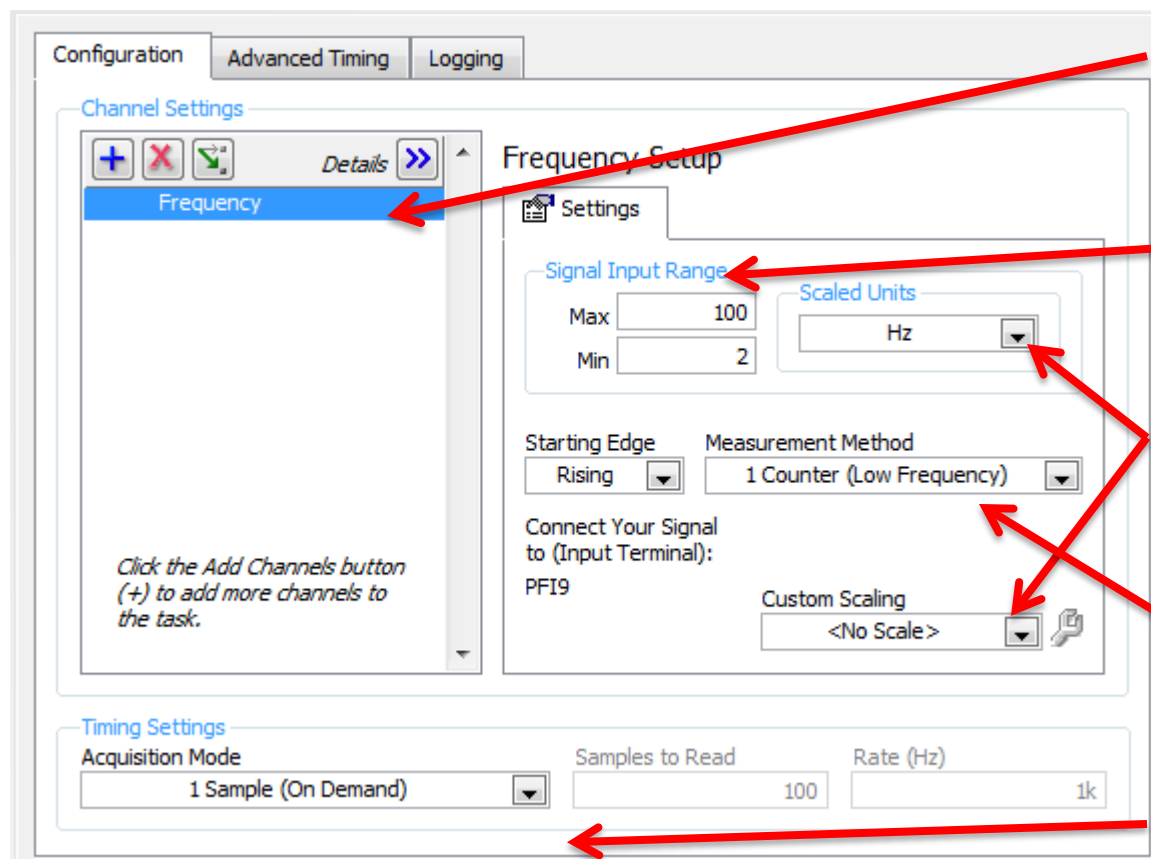 Configuration Advanced Timing Logging
Channel Settings
Details
Frequency
Click the Add Channels button
(+) to add more channels to
the task.
Frequency Setup
Settings
Signal Input Range
Max 100
Min 2
Scaled Units
Hz
Starting Edge Measurement Method
Rising 1 Counter (Low Frequency)
Connect Your Signal
to (Input Terminal):
PFI9
Custom Scaling
<No Scale>
Timing Settings
Acquisition Mode Samples to Read Rate (Hz)
1 Sample (On Demand) 100 1k